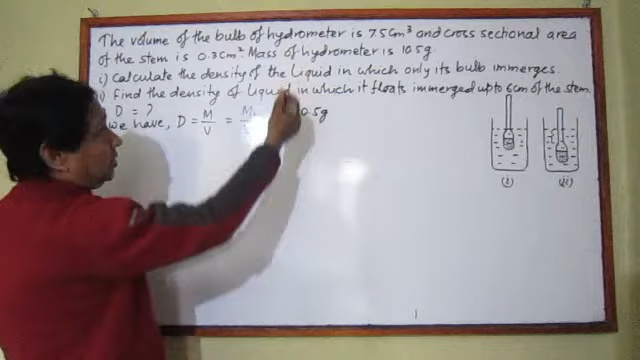 The volume of the bulb of hydrometer is 7.5cm³ and cross sectional area
of the stem is 0.3cm². Mass of hydrometer is 10.5g
i) Calculate the density of the Liquid in which only its bulb immerges.
ii) Find the density of Liquid in which it floats immerged up to 6cm of the stem.
D = ?
We have, D = M/V = M 10.5g
(i) (ii)